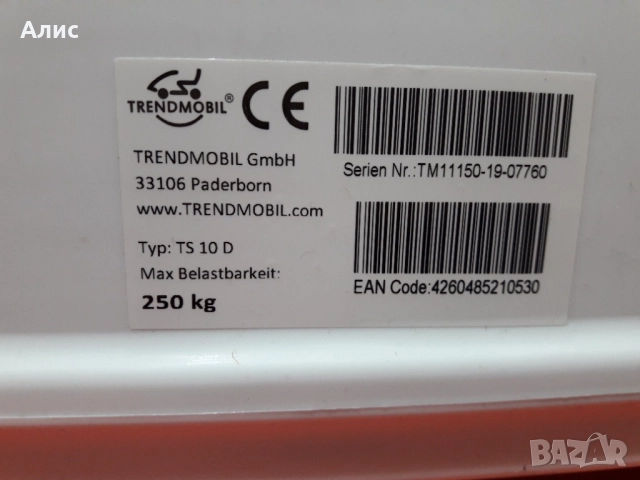 Алис
TRENDMOBIL®
CE
TRENDMOBIL GmbH
33106 Paderborn
www.TRENDMOBIL.com
Typ: TS 10 D
Max Belastbarkeit:
250 kg
Serien Nr.:TM11150-19-07760
EAN Code:4260485210530
BAZAR